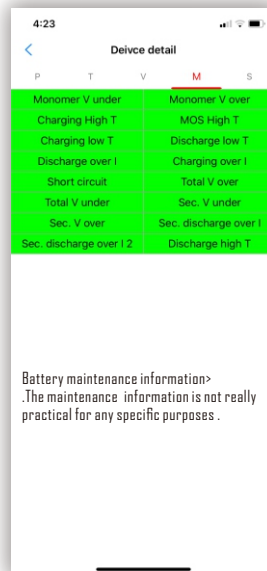 4:23
Deivce detail
P T V M S
Monomer V under Monomer V over
Charging High T MOS High T
Charging low T Discharge low T
Discharge over I Charging over I
Short circuit Total V over
Total V under Sec. V under
Sec. V over Sec. discharge over I
Sec. discharge over I 2 Discharge high T
Battery maintenance information>
.The maintenance information is not really
practical for any specific purposes .